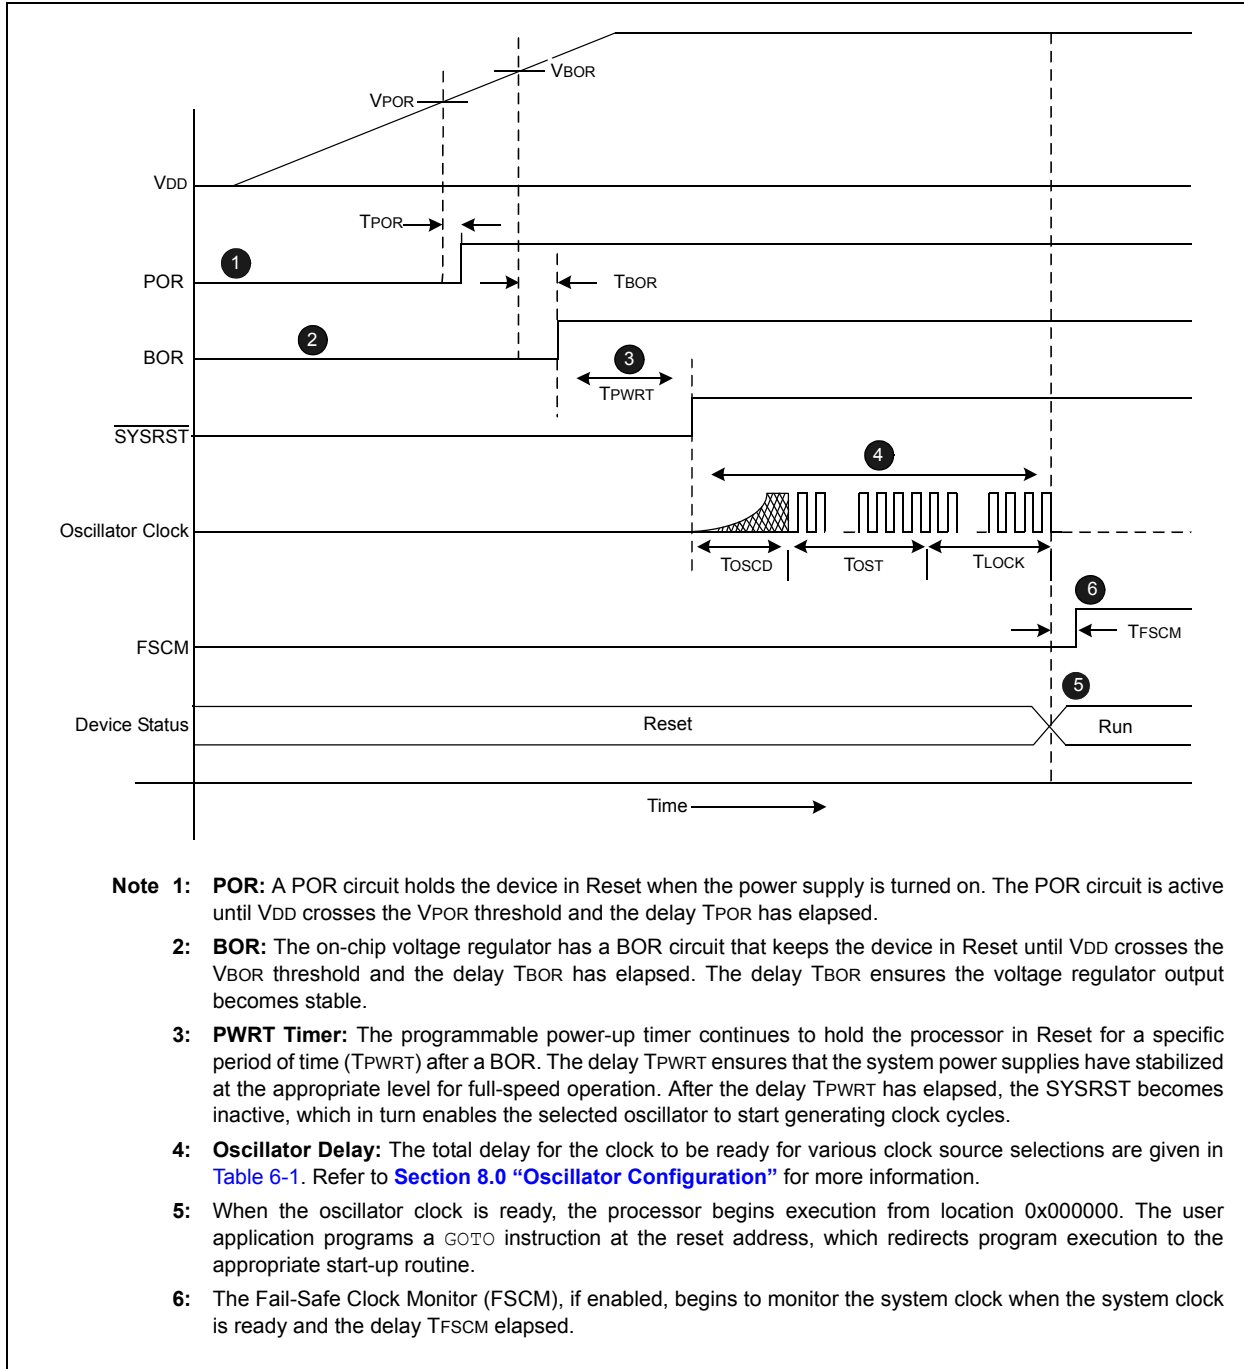 VBOR
VPOR
VDD
TPOR
1
POR
TBOR
2
BOR
3
TPWRT
SYSRST
4
Oscillator Clock
TOSCD
TOST
TLOCK
6
TFSCM
FSCM
5
Device Status
Reset
Run
Time
Note 1: POR: A POR circuit holds the device in Reset when the power supply is turned on. The POR circuit is active
until VDD crosses the VPOR threshold and the delay TPOR has elapsed.
2: BOR: The on-chip voltage regulator has a BOR circuit that keeps the device in Reset until VDD crosses the
VBOR threshold and the delay TBOR has elapsed. The delay TBOR ensures the voltage regulator output
becomes stable.
3: PWRT Timer: The programmable power-up timer continues to hold the processor in Reset for a specific
period of time (TPWRT) after a BOR. The delay TPWRT ensures that the system power supplies have stabilized
at the appropriate level for full-speed operation. After the delay TPWRT has elapsed, the SYSRST becomes
inactive, which in turn enables the selected oscillator to start generating clock cycles.
4: Oscillator Delay: The total delay for the clock to be ready for various clock source selections are given in
Table 6-1. Refer to Section 8.0 “Oscillator Configuration” for more information.
5: When the oscillator clock is ready, the processor begins execution from location 0x000000. The user
application programs a GOTO instruction at the reset address, which redirects program execution to the
appropriate start-up routine.
6: The Fail-Safe Clock Monitor (FSCM), if enabled, begins to monitor the system clock when the system clock
is ready and the delay TFSCM elapsed.